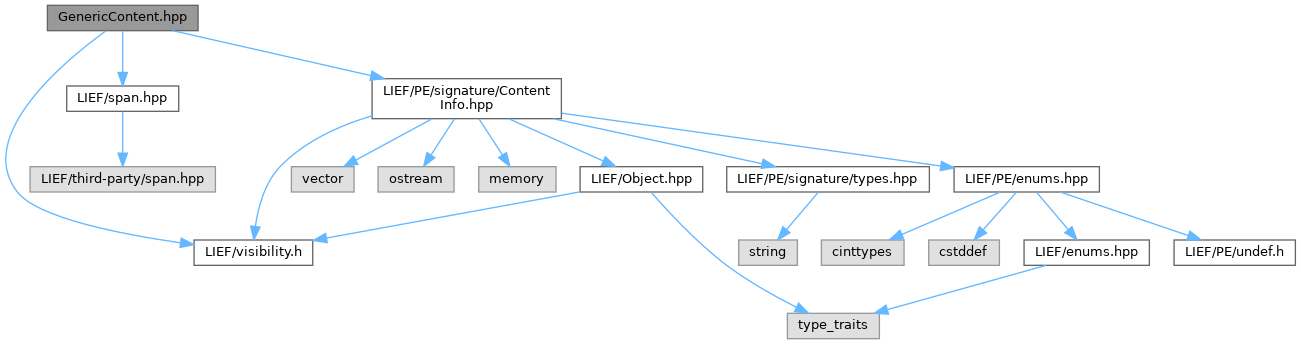 GenericContent.hpp
LIEF/span.hpp
LIEF/PE/signature/Content
Info.hpp
LIEF/third-party/span.hpp
vector
ostream
memory
LIEF/Object.hpp
LIEF/PE/signature/types.hpp
LIEF/PE/enums.hpp
LIEF/visibility.h
string
cinttypes
cstddef
LIEF/enums.hpp
LIEF/PE/undef.h
type_traits